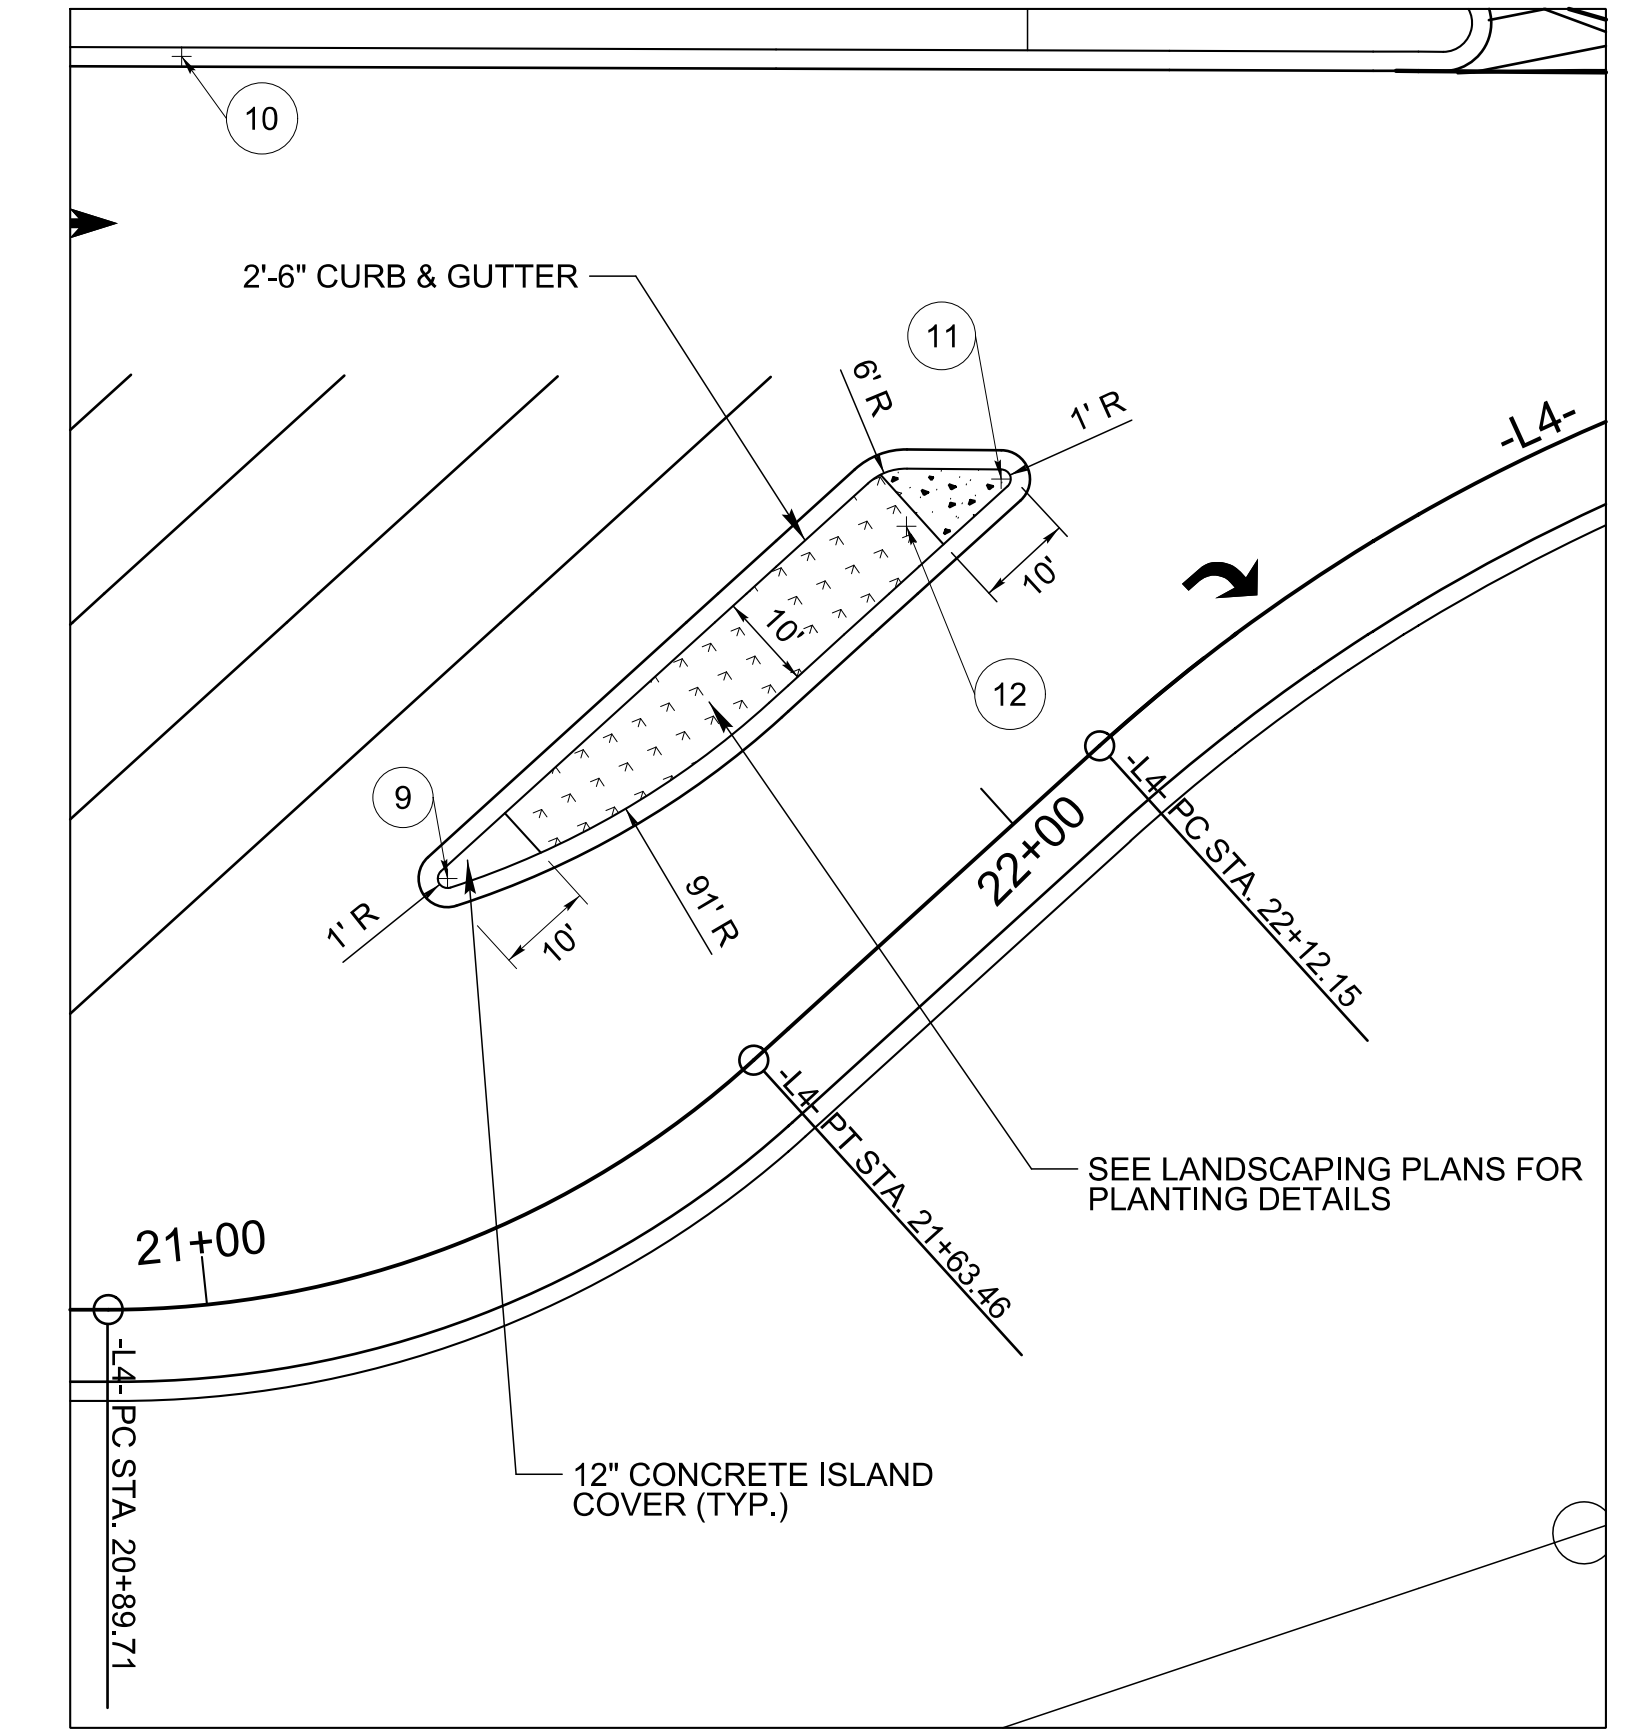 10
2'-6" CURB & GUTTER
11
6' R
1' R
-L4-
10'
10'
12
9
-L4- PC STA. 22+12.15
22+00
91' R
1' R
10'
-L4- PT STA. 21+63.46
SEE LANDSCAPING PLANS FOR
PLANTING DETAILS
21+00
-L4- PC STA. 20+89.71
12" CONCRETE ISLAND
COVER (TYP.)